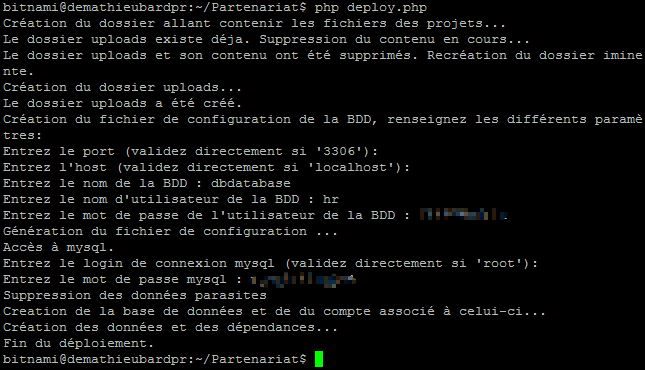 bitnami@demathieubardpr:~/Partenariat$ php deploy.php
Création du dossier allant contenir les fichiers des projets...
Le dossier uploads existe déja. Suppression du contenu en cours...
Le dossier uploads et son contenu ont été supprimés. Recréation du dossier imine
nte.
Création du dossier uploads...
Le dossier uploads a été créé.
Création du fichier de configuration de la BDD, renseignez les différents paramè
tres:
Entrez le port (validez directement si '3306'):
Entrez l'host (validez directement si 'localhost'):
Entrez le nom de la BDD : dbdatabase
Entrez le nom d'utilisateur de la BDD : hr
Entrez le mot de passe de l'utilisateur de la BDD :
Génération du fichier de configuration ...
Accès à mysql.
Entrez le login de connexion mysql (validez directement si 'root'):
Entrez le mot de passe mysql :
Suppression des données parasites
Creation de la base de données et de du compte associé à celui-ci...
Création des données et des dépendances...
Fin du déploiement.
bitnami@demathieubardpr:~/Partenariat$